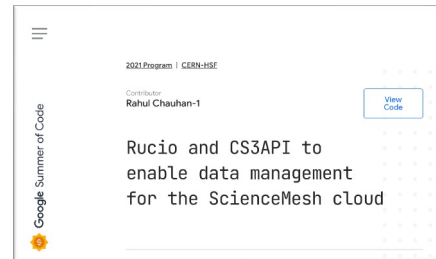 2021 Program | CERN-HSF
Contributor
Rahul Chauhan-1
View
Code
Rucio and CS3API to
enable data management
for the ScienceMesh cloud
Google Summer of Code